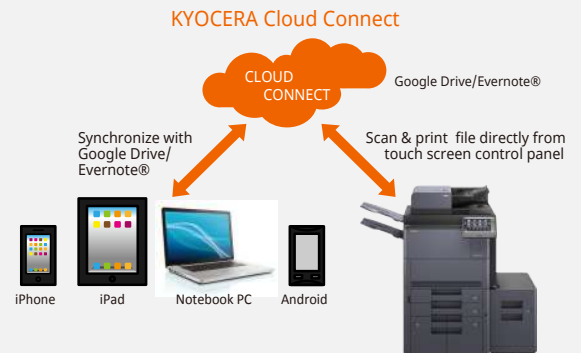 KYOCERA Cloud Connect
CLOUD
CONNECT
Google Drive/Evernote®
Synchronize with
Google Drive/
Evernote®
Scan & print file directly from
touch screen control panel
iPhone
iPad
Notebook PC
Android